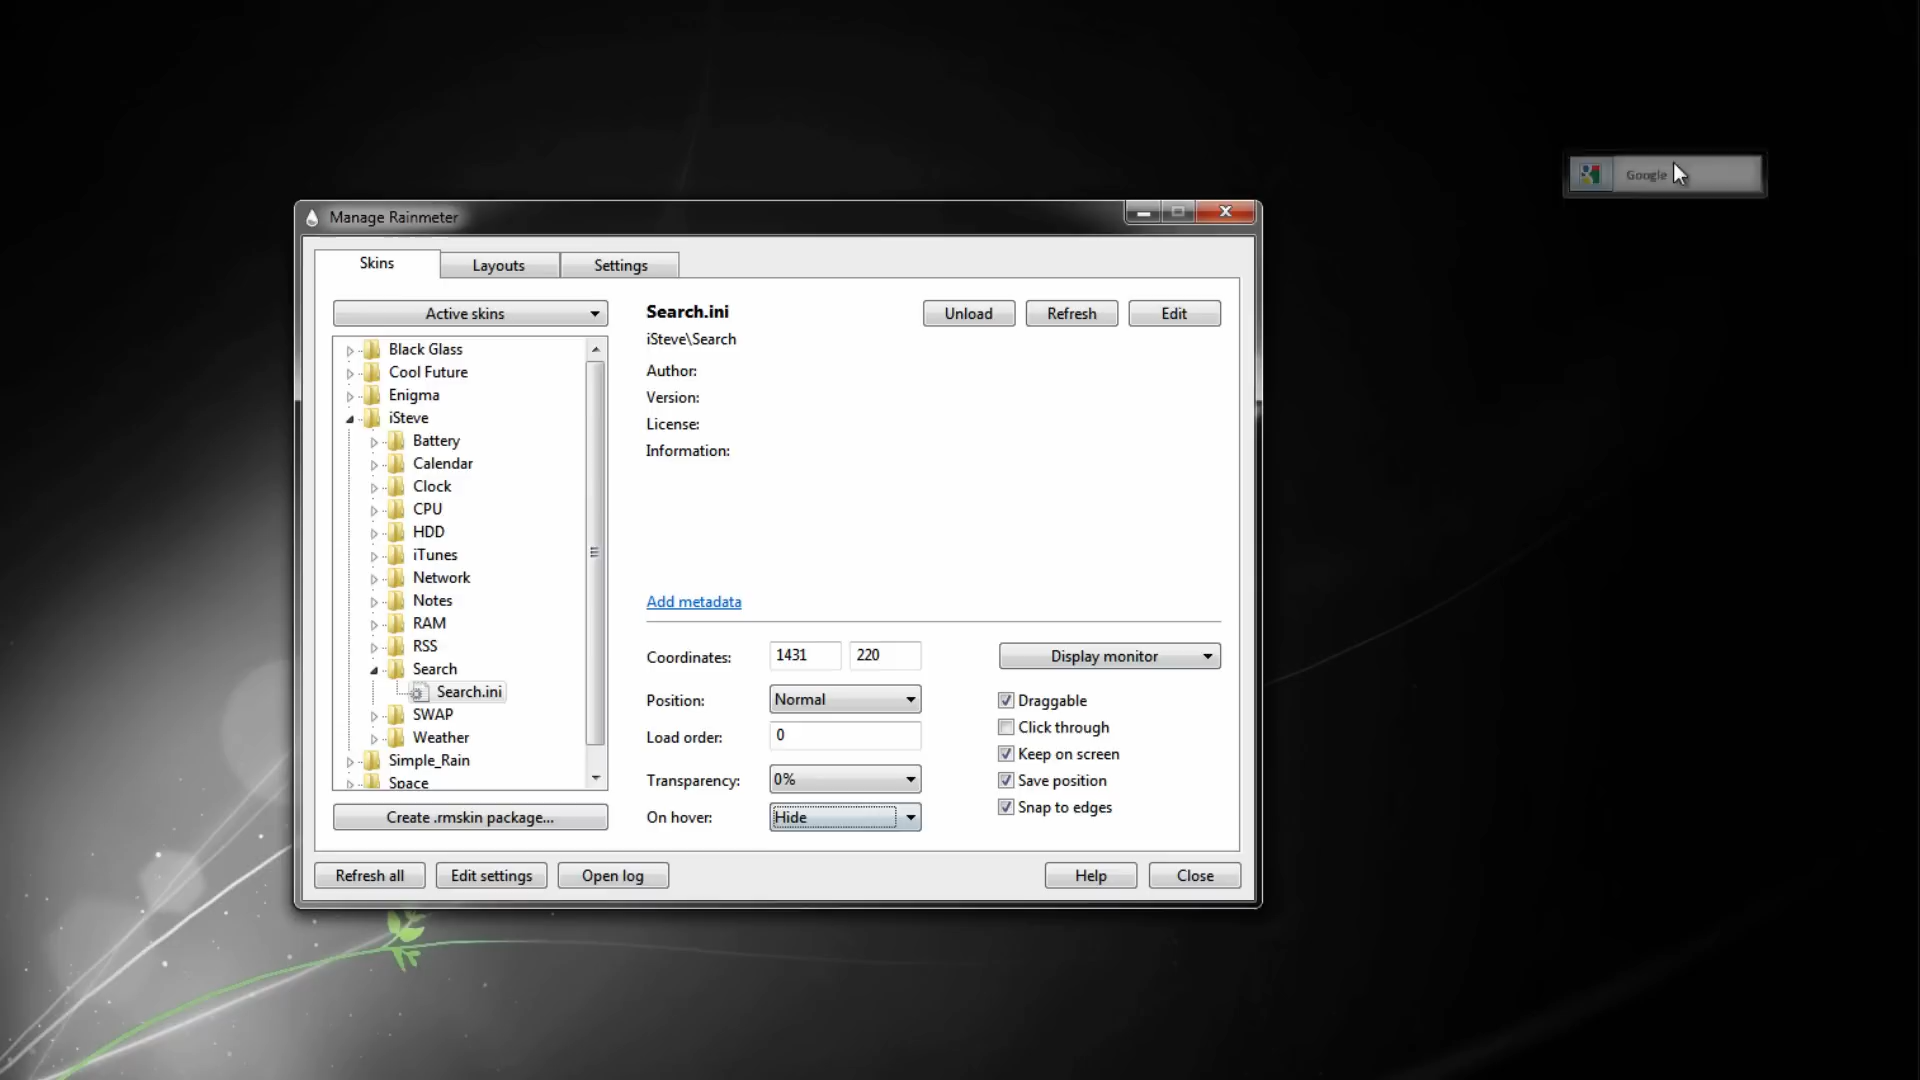 Google
Manage Rainmeter
Skins
Layouts
Settings
Active skins
Black Glass
Cool Future
Enigma
iSteve
Battery
Calendar
Clock
CPU
HDD
iTunes
Network
Notes
RAM
RSS
Search
Search.ini
SWAP
Weather
Simple_Rain
Space
Create .rmskin package...
Search.ini
iSteve\Search
Unload
Refresh
Edit
Author:
Version:
License:
Information:
Add metadata
Coordinates: 1431 220
Position: Normal
Load order: 0
Transparency: 0%
On hover: Hide
Display monitor
Draggable
Click through
Keep on screen
Save position
Snap to edges
Refresh all
Edit settings
Open log
Help
Close